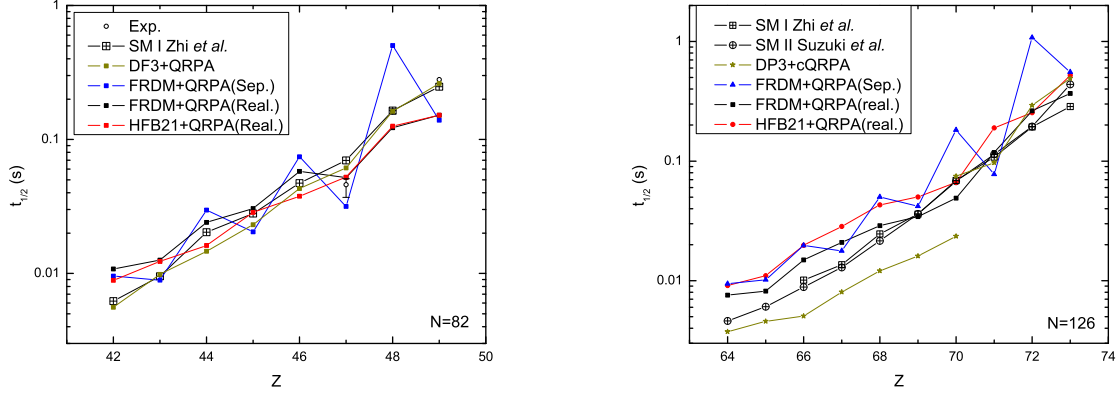 1
0.1
0.01
t1/2 (s)
Exp.
SM I Zhi et al.
DF3+QRPA
FRDM+QRPA(Sep.)
FRDM+QRPA(Real.)
HFB21+QRPA(Real.)
N=82
42 44 46 48 50
Z
1
0.1
0.01
t1/2 (s)
SM I Zhi et al.
SM II Suzuki et al.
DP3+cQRPA
FRDM+QRPA(Sep.)
FRDM+QRPA(real.)
HFB21+QRPA(real.)
N=126
64 66 68 70 72 74
Z